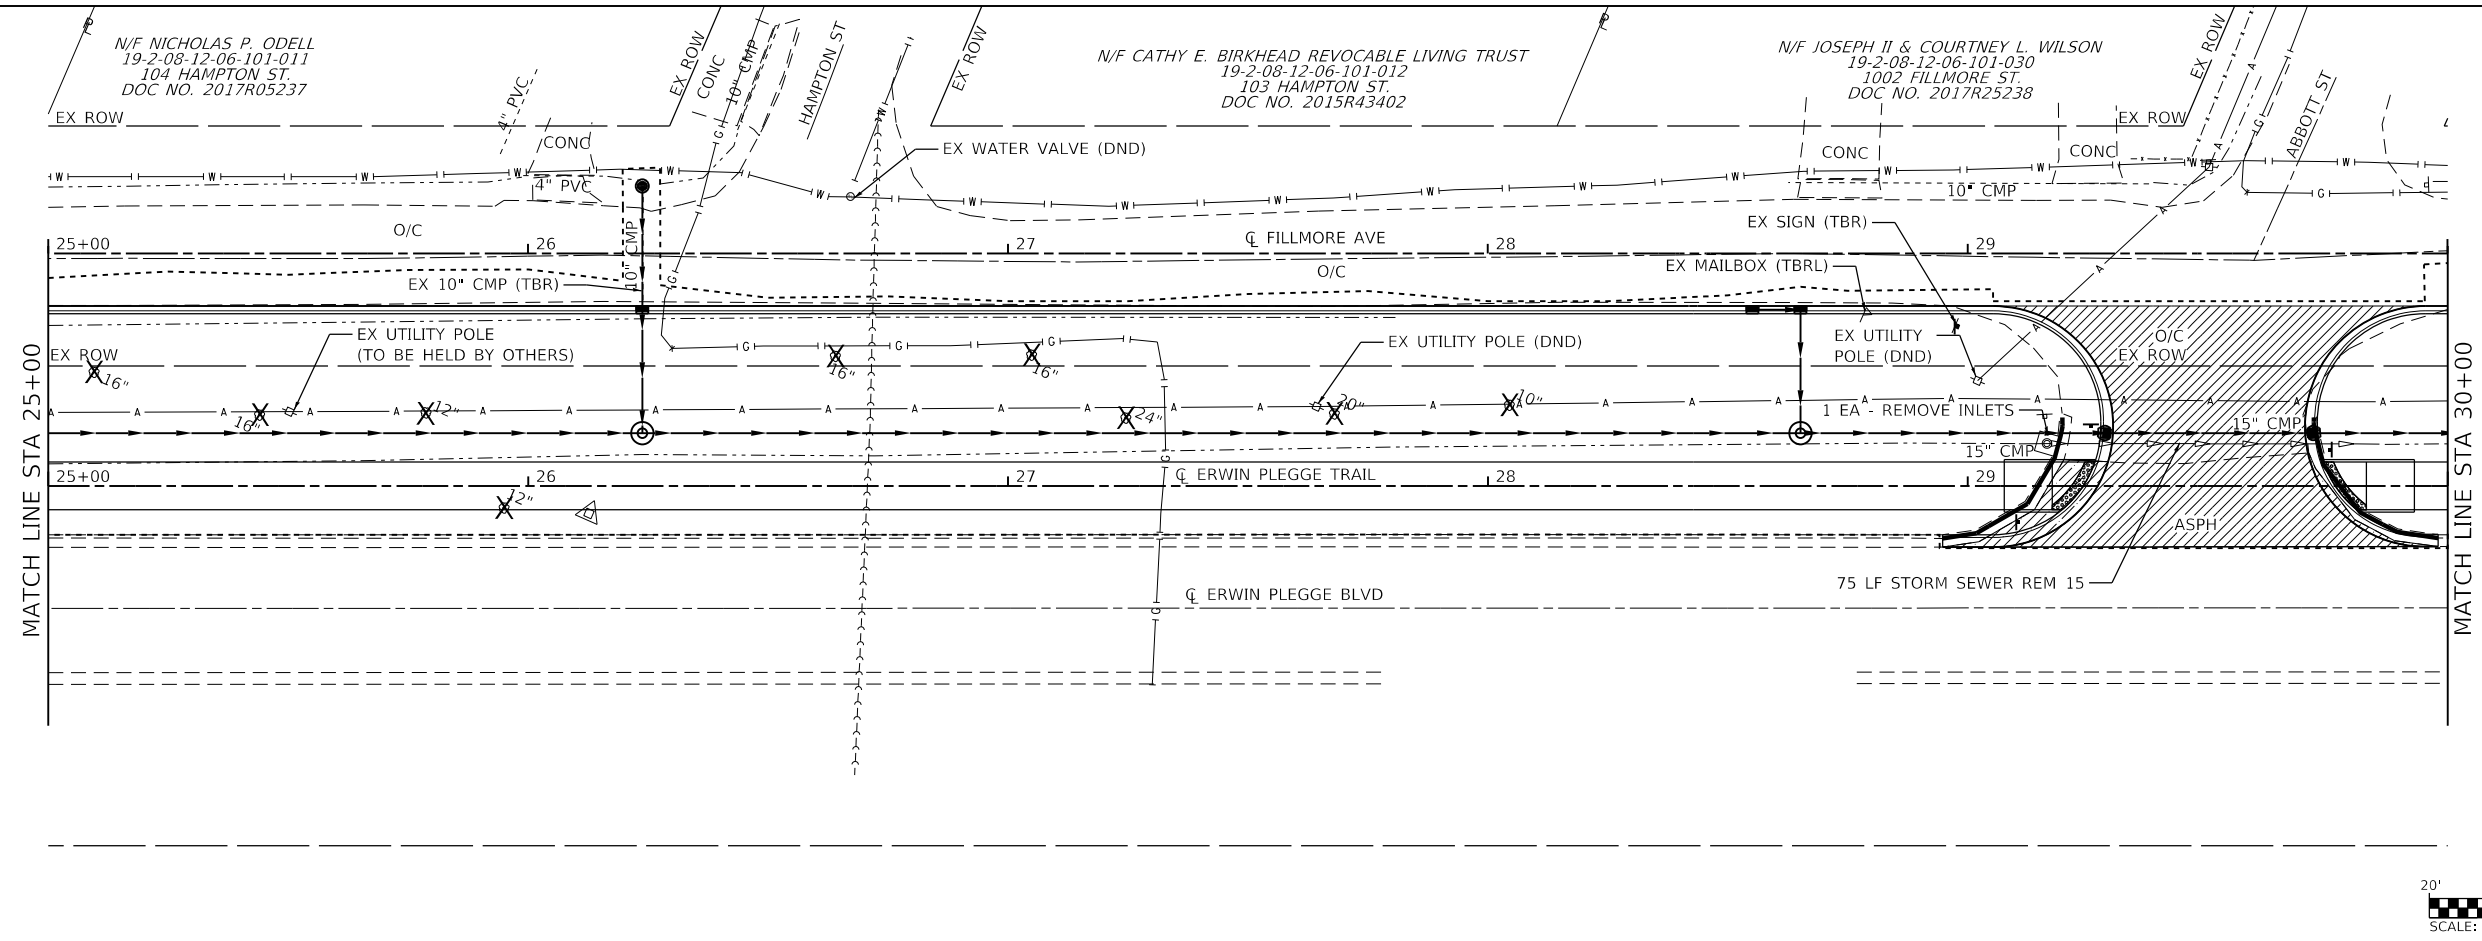 N/F NICHOLAS P. ODELL
19-2-08-12-06-101-011
104 HAMPTON ST.
DOC NO. 2017R05237
EX ROW
4" PVC
CONC
4" PVC
EX ROW
CONC
10" CMP
HAMPTON ST
EX ROW
N/F CATHY E. BIRKHEAD REVOCABLE LIVING TRUST
19-2-08-12-06-101-012
103 HAMPTON ST.
DOC NO. 2015R43402
N/F JOSEPH II & COURTNEY L. WILSON
19-2-08-12-06-101-030
1002 FILLMORE ST.
DOC NO. 2017R25238
EX ROW
EX ROW
ABBOTT ST
EX WATER VALVE (DND)
CONC
CONC
10" CMP
O/C
10" CMP
EX SIGN (TBR)
25+00
26
27
℄ FILLMORE AVE
28
29
EX 10" CMP (TBR)
O/C
EX MAILBOX (TBRL)
EX UTILITY POLE
(TO BE HELD BY OTHERS)
EX UTILITY POLE (DND)
EX UTILITY
POLE (DND)
O/C
EX ROW
EX ROW
16"
16"
16"
16"
12"
24"
20"
10"
1 EA - REMOVE INLETS
15" CMP
15" CMP
25+00
26
27
℄ ERWIN PLEGGE TRAIL
28
29
12"
ASPH
75 LF STORM SEWER REM 15
℄ ERWIN PLEGGE BLVD
MATCH LINE STA 25+00
MATCH LINE STA 30+00
20'
SCALE: